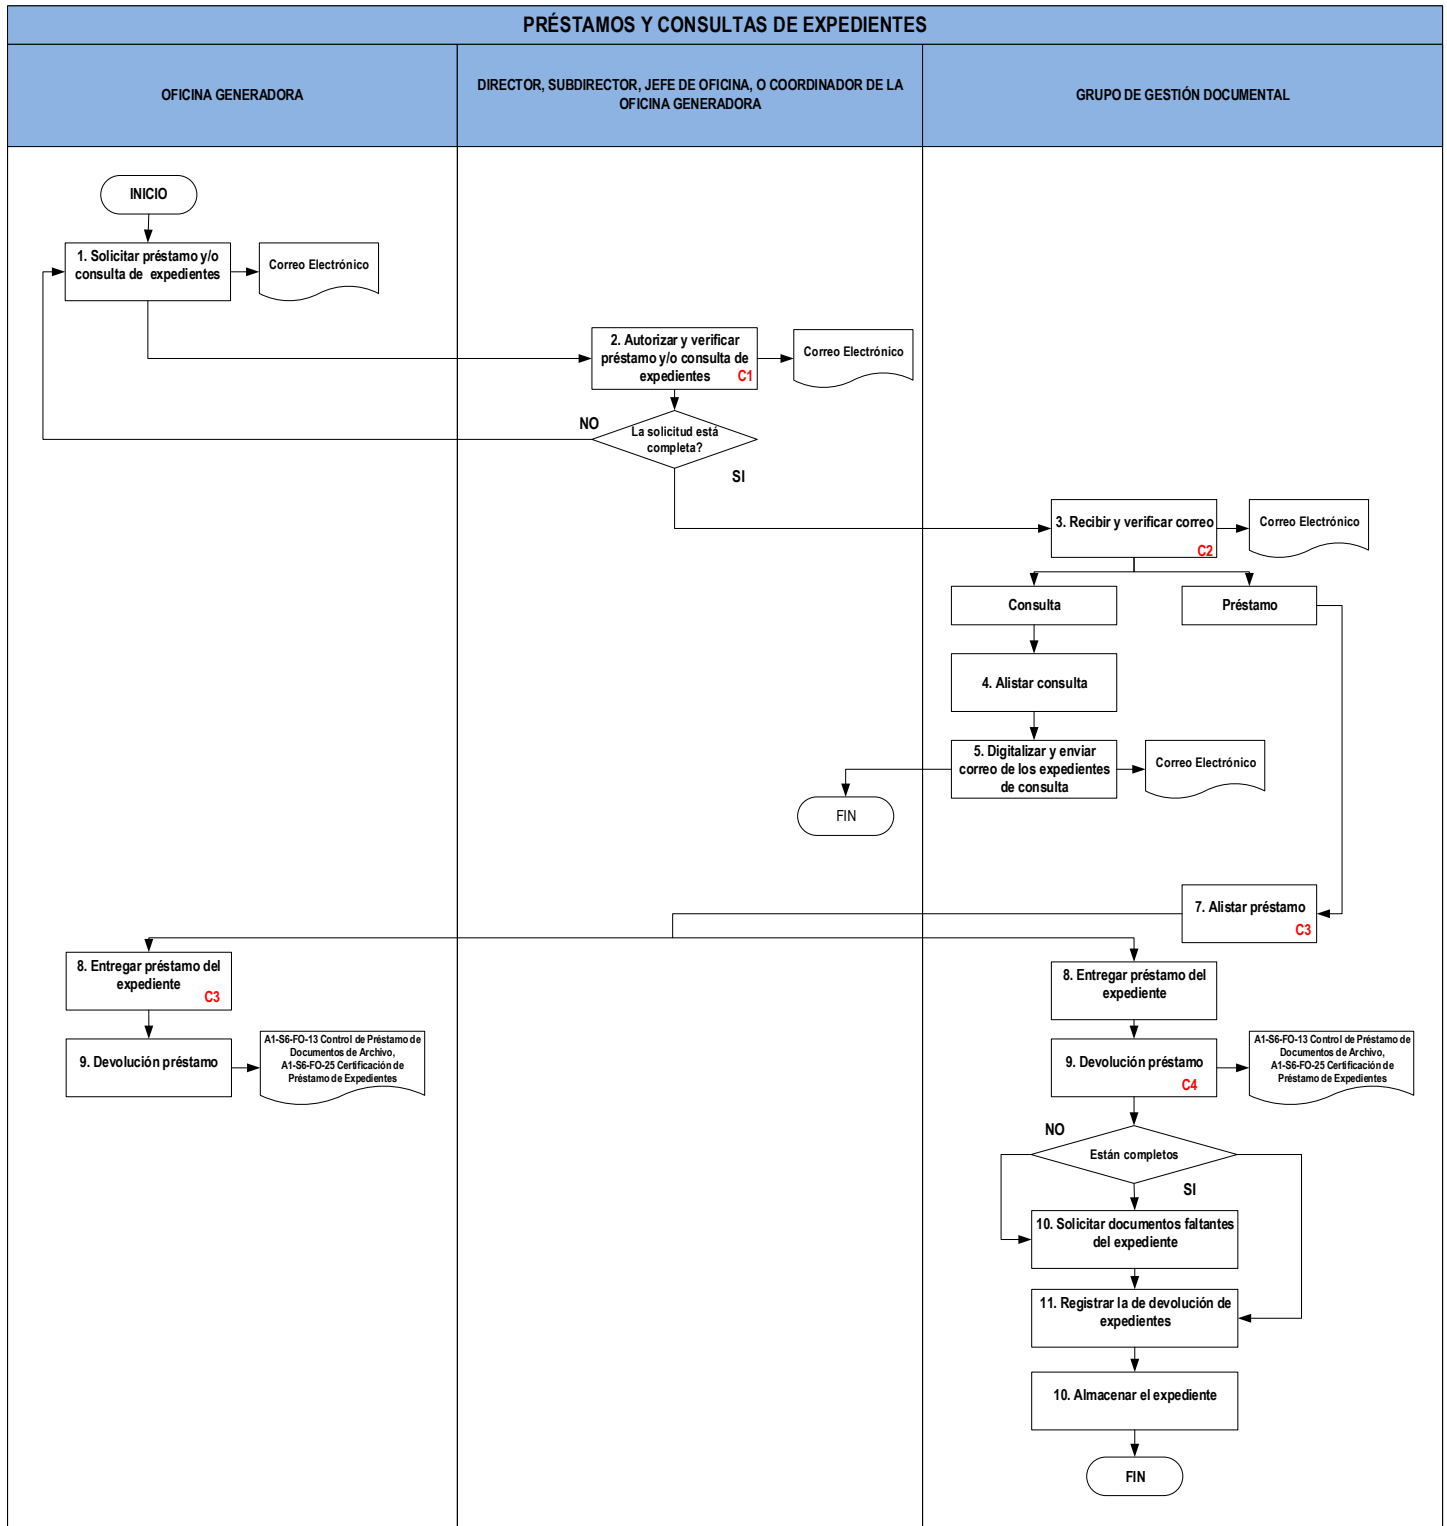 PRÉSTAMOS Y CONSULTAS DE EXPEDIENTES
OFICINA GENERADORA
DIRECTOR, SUBDIRECTOR, JEFE DE OFICINA, O COORDINADOR DE LA
OFICINA GENERADORA
GRUPO DE GESTIÓN DOCUMENTAL
INICIO
1. Solicitar préstamo y/o
consulta de expedientes
Correo Electrónico
2. Autorizar y verificar
préstamo y/o consulta de
expedientes
C1
Correo Electrónico
NO
La solicitud está
completa?
SI
3. Recibir y verificar correo
C2
Correo Electrónico
Consulta
Préstamo
4. Alistar consulta
5. Digitalizar y enviar
correo de los expedientes
de consulta
Correo Electrónico
FIN
7. Alistar préstamo
C3
8. Entregar préstamo del
expediente
C3
8. Entregar préstamo del
expediente
9. Devolución préstamo
A1-S6-FO-13 Control de Préstamo de
Documentos de Archivo,
A1-S6-FO-25 Certificación de
Préstamo de Expedientes
9. Devolución préstamo
C4
A1-S6-FO-13 Control de Préstamo de
Documentos de Archivo,
A1-S6-FO-25 Certificación de
Préstamo de Expedientes
NO
Están completos
SI
10. Solicitar documentos faltantes
del expediente
11. Registrar la de devolución de
expedientes
10. Almacenar el expediente
FIN